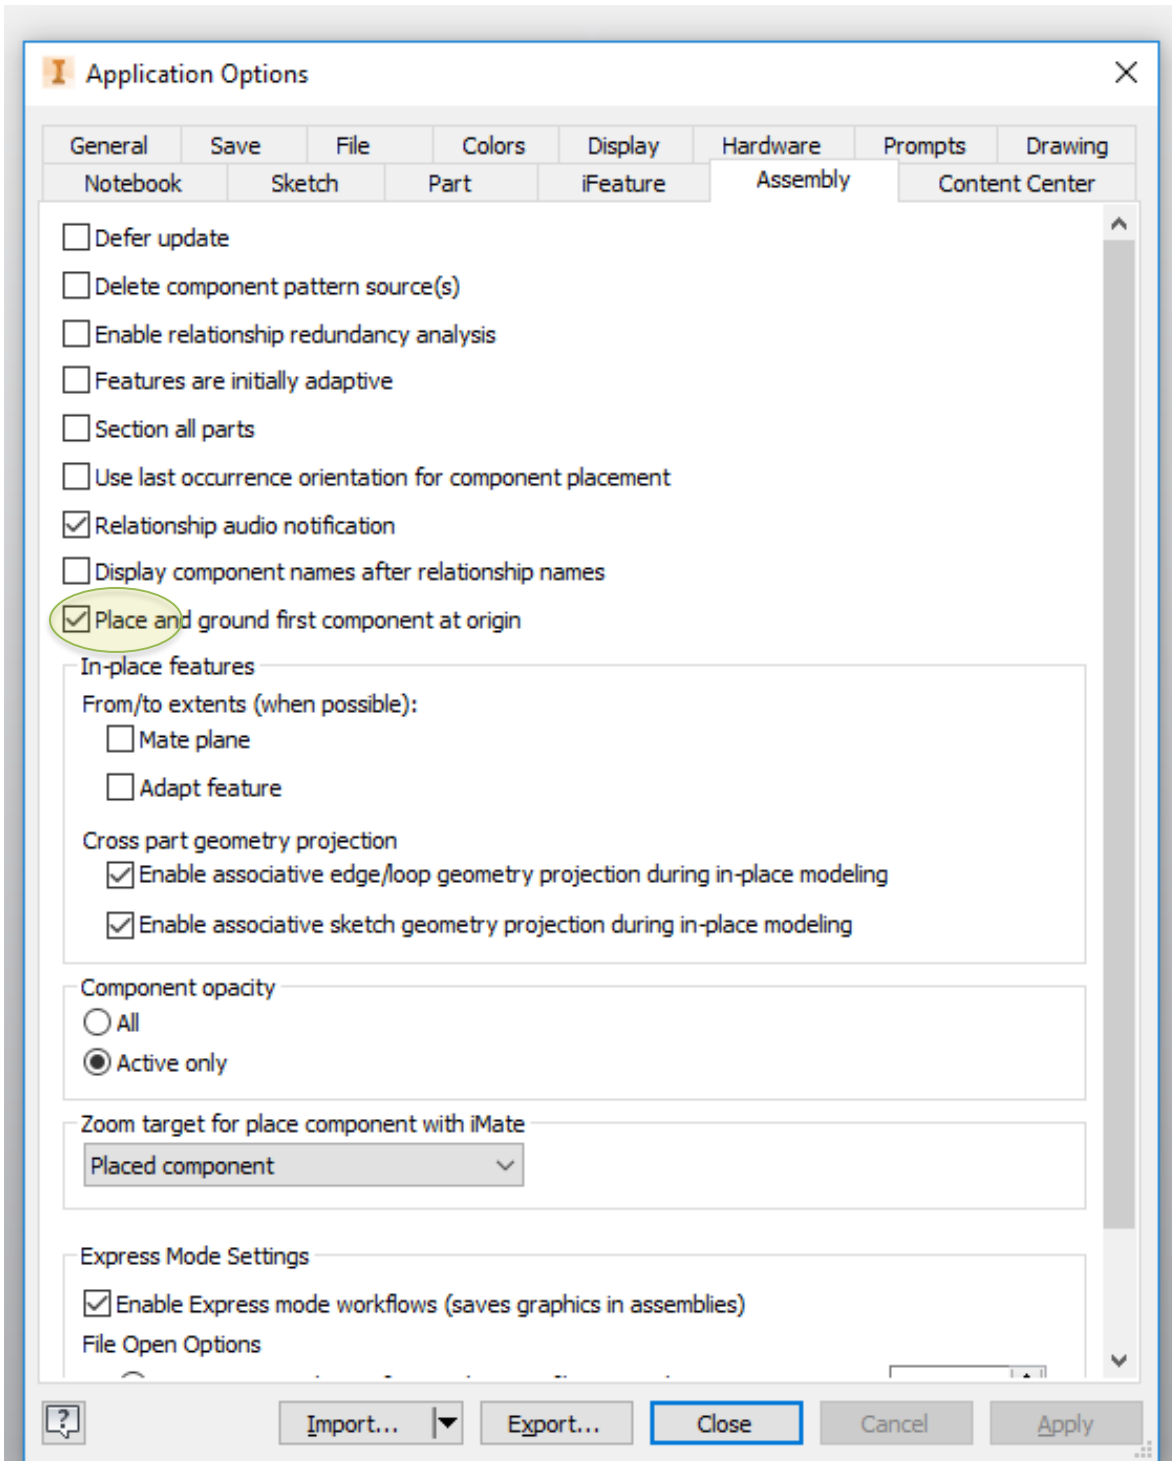 Application Options
General Save File Colors Display Hardware Prompts Drawing
Notebook Sketch Part iFeature Assembly Content Center
Defer update
Delete component pattern source(s)
Enable relationship redundancy analysis
Features are initially adaptive
Section all parts
Use last occurrence orientation for component placement
Relationship audio notification
Display component names after relationship names
Place and ground first component at origin
In-place features
From/to extents (when possible):
Mate plane
Adapt feature
Cross part geometry projection
Enable associative edge/loop geometry projection during in-place modeling
Enable associative sketch geometry projection during in-place modeling
Component opacity
All
Active only
Zoom target for place component with iMate
Placed component
Express Mode Settings
Enable Express mode workflows (saves graphics in assemblies)
File Open Options
Import... Export... Close Cancel Apply